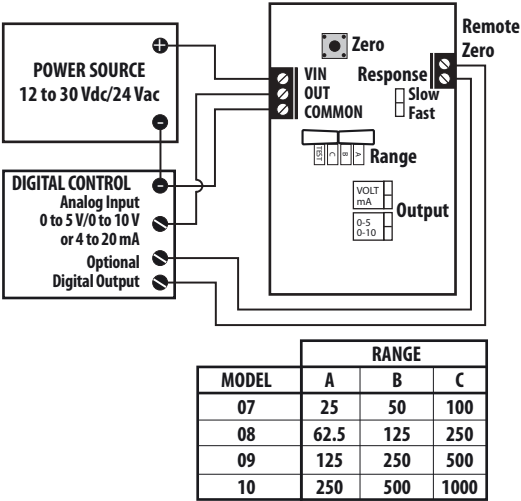 Remote
Zero
Zero
POWER SOURCE
12 to 30 Vdc/24 Vac
+
-
VIN
OUT
COMMON
Response
Slow
Fast
TEST
C
B
A
Range
DIGITAL CONTROL
Analog Input
0 to 5 V/0 to 10 V
or 4 to 20 mA
Optional
Digital Output
-
VOLT
mA
0-5
0-10
Output
RANGE
MODEL A B C
07 25 50 100
08 62.5 125 250
09 125 250 500
10 250 500 1000